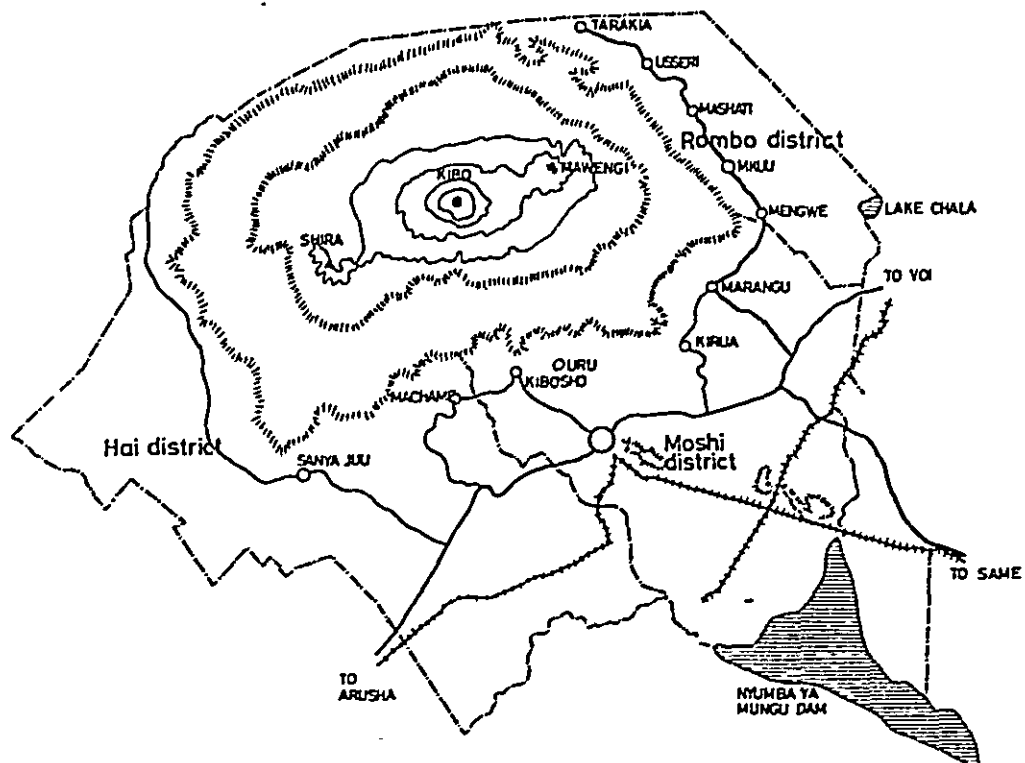 TARAKIA
USSERI
MASHATI
Rombo district
MKUU
MAWENGI
KIBO
MENGWE
LAKE CHALA
SHIRA
TO VOI
MARANGU
KIRUA
OURU
KIBOSHO
MACHAME
Hai district
Moshi
district
SANYA JUU
TO SAME
TO
ARUSHA
NYUMBA YA
MUNGU DAM